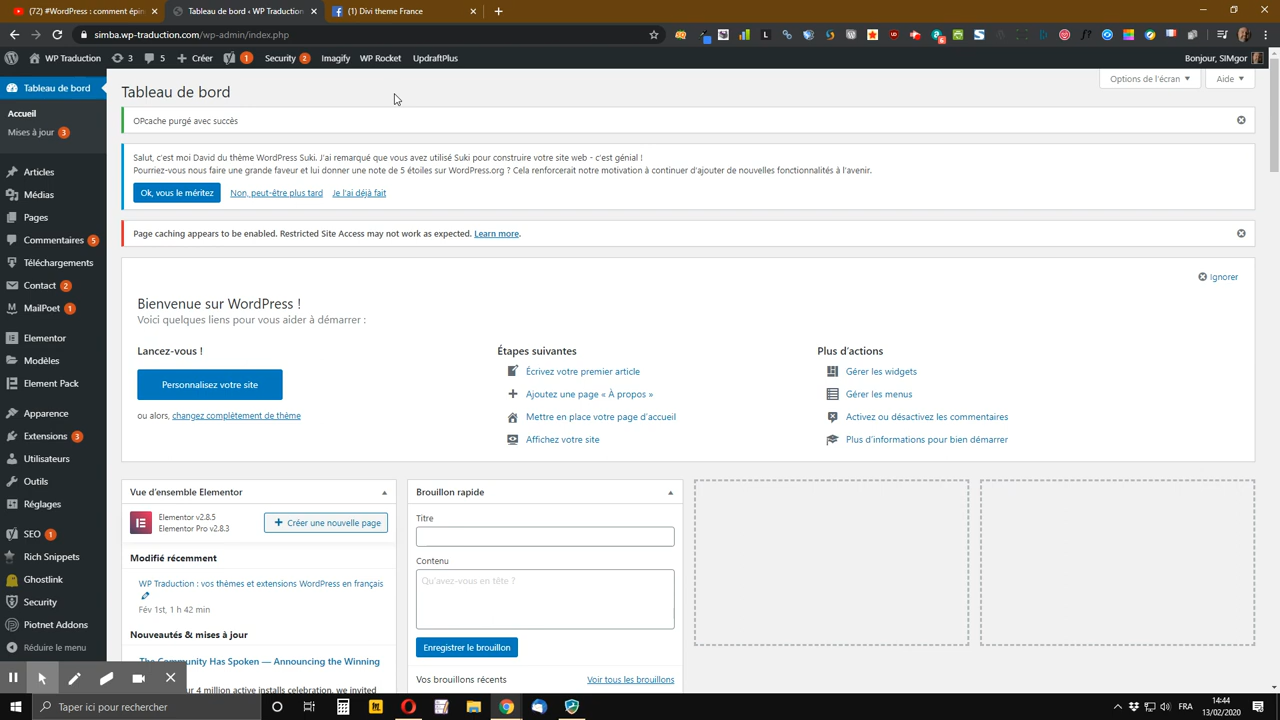 (72) #WordPress : comment épin
Tableau de bord ‹ WP Traduction
(1) Divi theme France
simba.wp-traduction.com/wp-admin/index.php
WP Traduction
3
5
Créer
1
Security
2
Imagify
WP Rocket
UpdraftPlus
Bonjour, SIMgor
Tableau de bord
Accueil
Mises à jour 3
Articles
Médias
Pages
Commentaires 5
Téléchargements
Contact 2
MailPoet 1
Elementor
Modèles
Element Pack
Apparence
Extensions 3
Utilisateurs
Outils
Réglages
SEO 1
Rich Snippets
Ghostlink
Security
Piotnet Addons
Réduire le menu
Tableau de bord
Options de l'écran
Aide
OPcache purgé avec succès
Salut, c'est moi David du thème WordPress Suki. J'ai remarqué que vous avez utilisé Suki pour construire votre site web - c'est génial !
Pourriez-vous nous faire une grande faveur et lui donner une note de 5 étoiles sur WordPress.org ? Cela renforcerait notre motivation à continuer d'ajouter de nouvelles fonctionnalités à l'avenir.
Ok, vous le méritez
Non, peut-être plus tard
Je l'ai déjà fait
Page caching appears to be enabled. Restricted Site Access may not work as expected. Learn more.
Ignorer
Bienvenue sur WordPress !
Voici quelques liens pour vous aider à démarrer :
Lancez-vous !
Personnalisez votre site
ou alors, changez complètement de thème
Étapes suivantes
Écrivez votre premier article
Ajoutez une page « À propos »
Mettre en place votre page d'accueil
Affichez votre site
Plus d'actions
Gérer les widgets
Gérer les menus
Activez ou désactivez les commentaires
Plus d'informations pour bien démarrer
Vue d'ensemble Elementor
Elementor v2.8.5
Elementor Pro v2.8.3
Créer une nouvelle page
Modifié récemment
WP Traduction : vos thèmes et extensions WordPress en français
Fév 1st, 1 h 42 min
Nouveautés & mises à jour
The Community Has Spoken — Announcing the Winning
4 million active installs celebration, we invited
Brouillon rapide
Titre
Contenu
Qu'avez-vous en tête ?
Enregistrer le brouillon
Vos brouillons récents
Voir tous les brouillons
Taper ici pour rechercher
FRA
14:44
13/02/2020